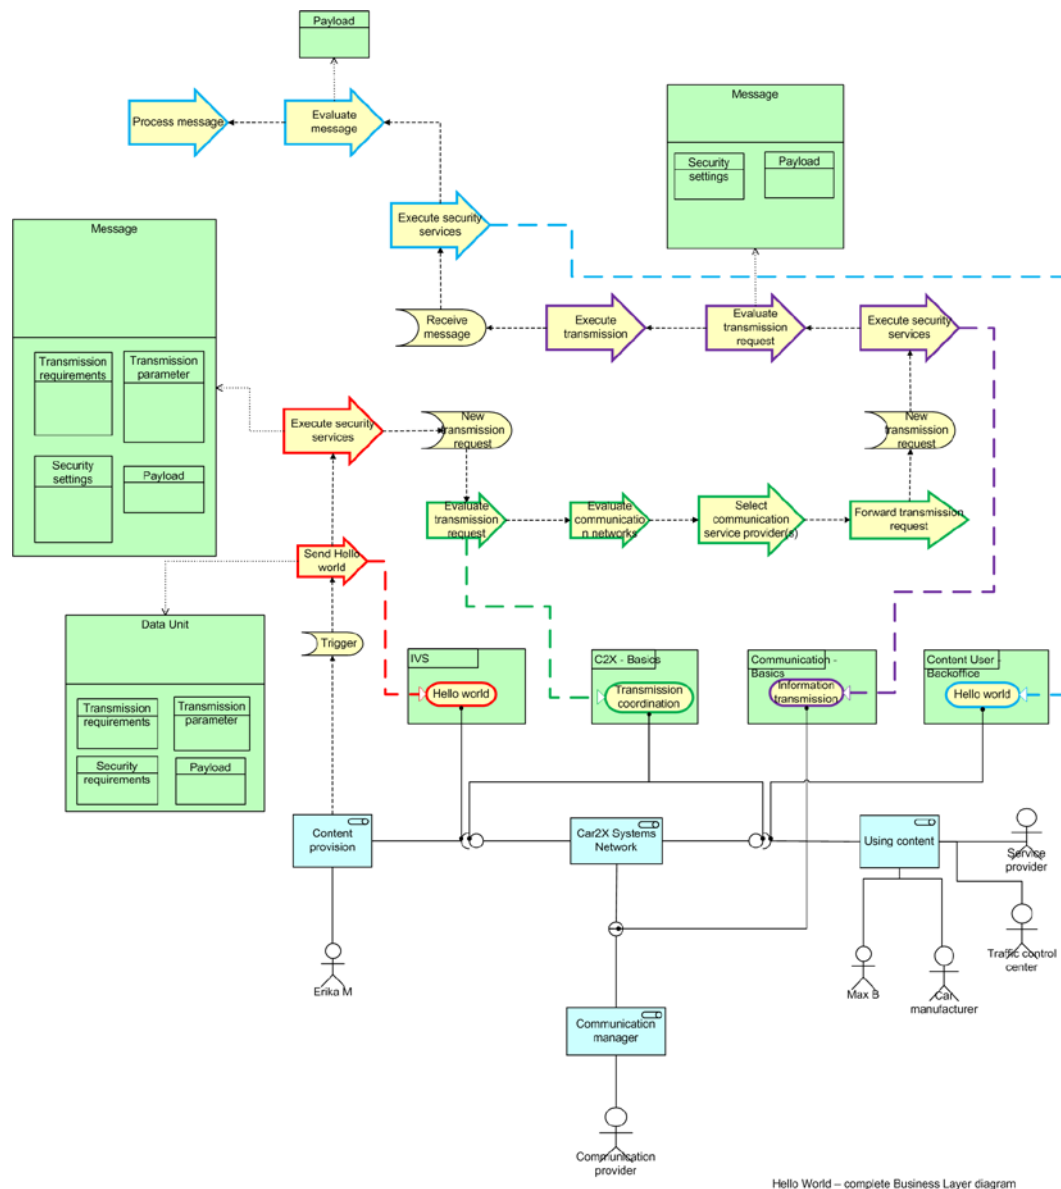 Payload
Process message
Evaluate
message
Message
Security
settings
Payload
Execute security
services
Message
Receive
message
Execute
transmission
Evaluate
transmission
request
Execute security
services
Transmission
requirements
Transmission
parameter
Security
settings
Payload
Execute security
services
New
transmission
request
New
transmission
request
Evaluate
transmission
request
Evaluate
communicatio
n networks
Select
communication
service provider(s)
Forward transmission
request
Send Hello
world
Data Unit
Trigger
Transmission
requirements
Transmission
parameter
Security
requirements
Payload
IVS
Hello world
C2X - Basics
Transmission
coordination
Communication -
Basics
Information
transmission
Content User -
Backoffice
Hello world
Content
provision
Car2X Systems
Network
Using content
Service
provider
Erika M
Max B
Car
manufacturer
Traffic control
center
Communication
manager
Communication
provider
Hello World – complete Business Layer diagram